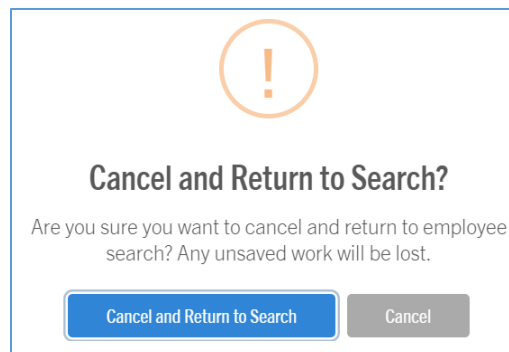 !
Cancel and Return to Search?
Are you sure you want to cancel and return to employee
search? Any unsaved work will be lost.
Cancel and Return to Search Cancel